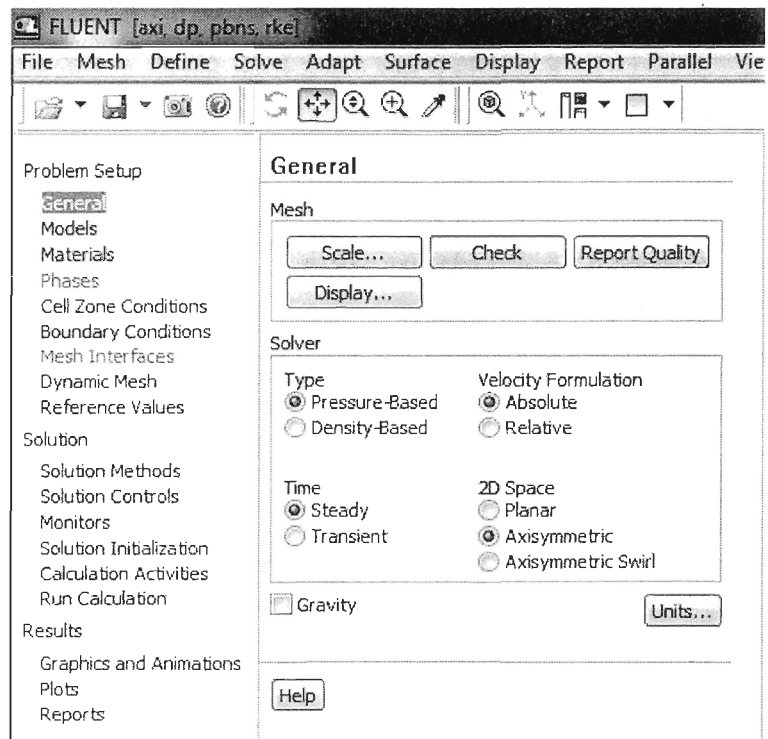 FLUENT [axi, dp, pbns, rke]
File Mesh Define Solve Adapt Surface Display Report Parallel Vie
Problem Setup
General
Models
Materials
Phases
Cell Zone Conditions
Boundary Conditions
Mesh Interfaces
Dynamic Mesh
Reference Values
Solution
Solution Methods
Solution Controls
Monitors
Solution Initialization
Calculation Activities
Run Calculation
Results
Graphics and Animations
Plots
Reports
General
Mesh
Scale... Check Report Quality
Display...
Solver
Type
Pressure-Based
Density-Based
Velocity Formulation
Absolute
Relative
Time
Steady
Transient
2D Space
Planar
Axisymmetric
Axisymmetric Swirl
Gravity
Units...
Help